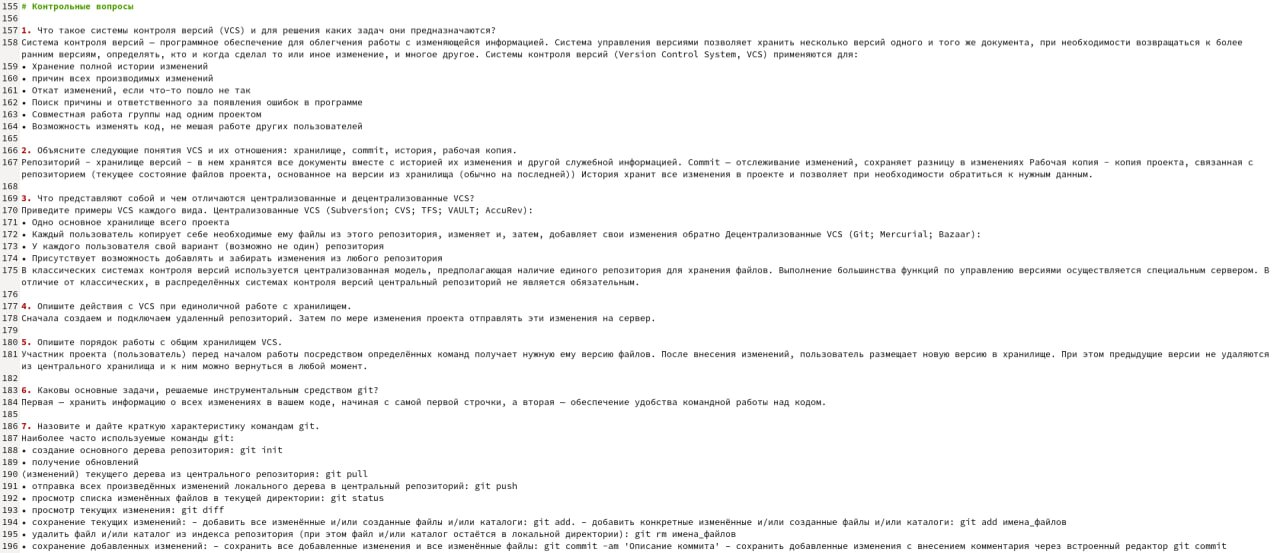 155 # Контрольные вопросы
156
157 1. Что такое системы контроля версий (VCS) и для решения каких задач они предназначаются?
158 Система контроля версий – программное обеспечение для облегчения работы с изменяющейся информацией. Система управления версиями позволяет хранить несколько версий одного и того же документа, при необходимости возвращаться к более
ранним версиям, определять, кто и когда сделал то или иное изменение, и многое другое. Системы контроля версий (Version Control System, VCS) применяются для:
159 • Хранение полной истории изменений
160 • причин всех производимых изменений
161 • Откат изменений, если что-то пошло не так
162 • Поиск причины и ответственного за появления ошибок в программе
163 • Совместная работа группы над одним проектом
164 • Возможность изменять код, не мешая работе других пользователей
165
166 2. Объясните следующие понятия VCS и их отношения: хранилище, commit, история, рабочая копия.
167 Репозиторий - хранилище версий - в нем хранятся все документы вместе с историей их изменения и другой служебной информацией. Commit — отслеживание изменений, сохраняет разницу в изменениях Рабочая копия - копия проекта, связанная с
репозиторием (текущее состояние файлов проекта, основанное на версии из хранилища (обычно на последней)) История хранит все изменения в проекте и позволяет при необходимости обратиться к нужным данным.
168
169 3. Что представляют собой и чем отличаются централизованные и децентрализованные VCS?
170 Приведите примеры VCS каждого вида. Централизованные VCS (Subversion; CVS; TFS; VAULT; AccuRev):
171 • Одно основное хранилище всего проекта
172 • Каждый пользователь копирует себе необходимые ему файлы из этого репозитория, изменяет и, затем, добавляет свои изменения обратно Децентрализованные VCS (Git; Mercurial; Bazaar):
173 • У каждого пользователя свой вариант (возможно не один) репозитория
174 • Присутствует возможность добавлять и забирать изменения из любого репозитория
175 В классических системах контроля версий используется централизованная модель, предполагающая наличие единого репозитория для хранения файлов. Выполнение большинства функций по управлению версиями осуществляется специальным сервером. В
отличие от классических, в распределённых системах контроля версий центральный репозиторий не является обязательным.
176
177 4. Опишите действия с VCS при единоличной работе с хранилищем.
178 Сначала создаем и подключаем удаленный репозиторий. Затем по мере изменения проекта отправлять эти изменения на сервер.
179
180 5. Опишите порядок работы с общим хранилищем VCS.
181 Участник проекта (пользователь) перед началом работы посредством определённых команд получает нужную ему версию файлов. После внесения изменений, пользователь размещает новую версию в хранилище. При этом предыдущие версии не удаляются
из центрального хранилища и к ним можно вернуться в любой момент.
182
183 6. Каковы основные задачи, решаемые инструментальным средством git?
184 Первая — хранить информацию о всех изменениях в вашем коде, начиная с самой первой строчки, а вторая — обеспечение удобства командной работы над кодом.
185
186 7. Назовите и дайте краткую характеристику командам git.
187 Наиболее часто используемые команды git:
188 • создание основного дерева репозитория: git init
189 • получение обновлений
190 (изменений) текущего дерева из центрального репозитория: git pull
191 • отправка всех произведённых изменений локального дерева в центральный репозиторий: git push
192 • просмотр списка изменённых файлов в текущей директории: git status
193 • просмотр текущих изменения: git diff
194 • сохранение текущих изменений: – добавить все изменённые и/или созданные файлы и/или каталоги: git add. – добавить конкретные изменённые и/или созданные файлы и/или каталоги: git add имена_файлов
195 • удалить файл и/или каталог из индекса репозитория (при этом файл и/или каталог остаётся в локальной директории): git rm имена_файлов
196 • сохранение добавленных изменений: – сохранить все добавленные изменения и все изменённые файлы: git commit -am 'Описание коммита' – сохранить добавленные изменения с внесением комментария через встроенный редактор git commit